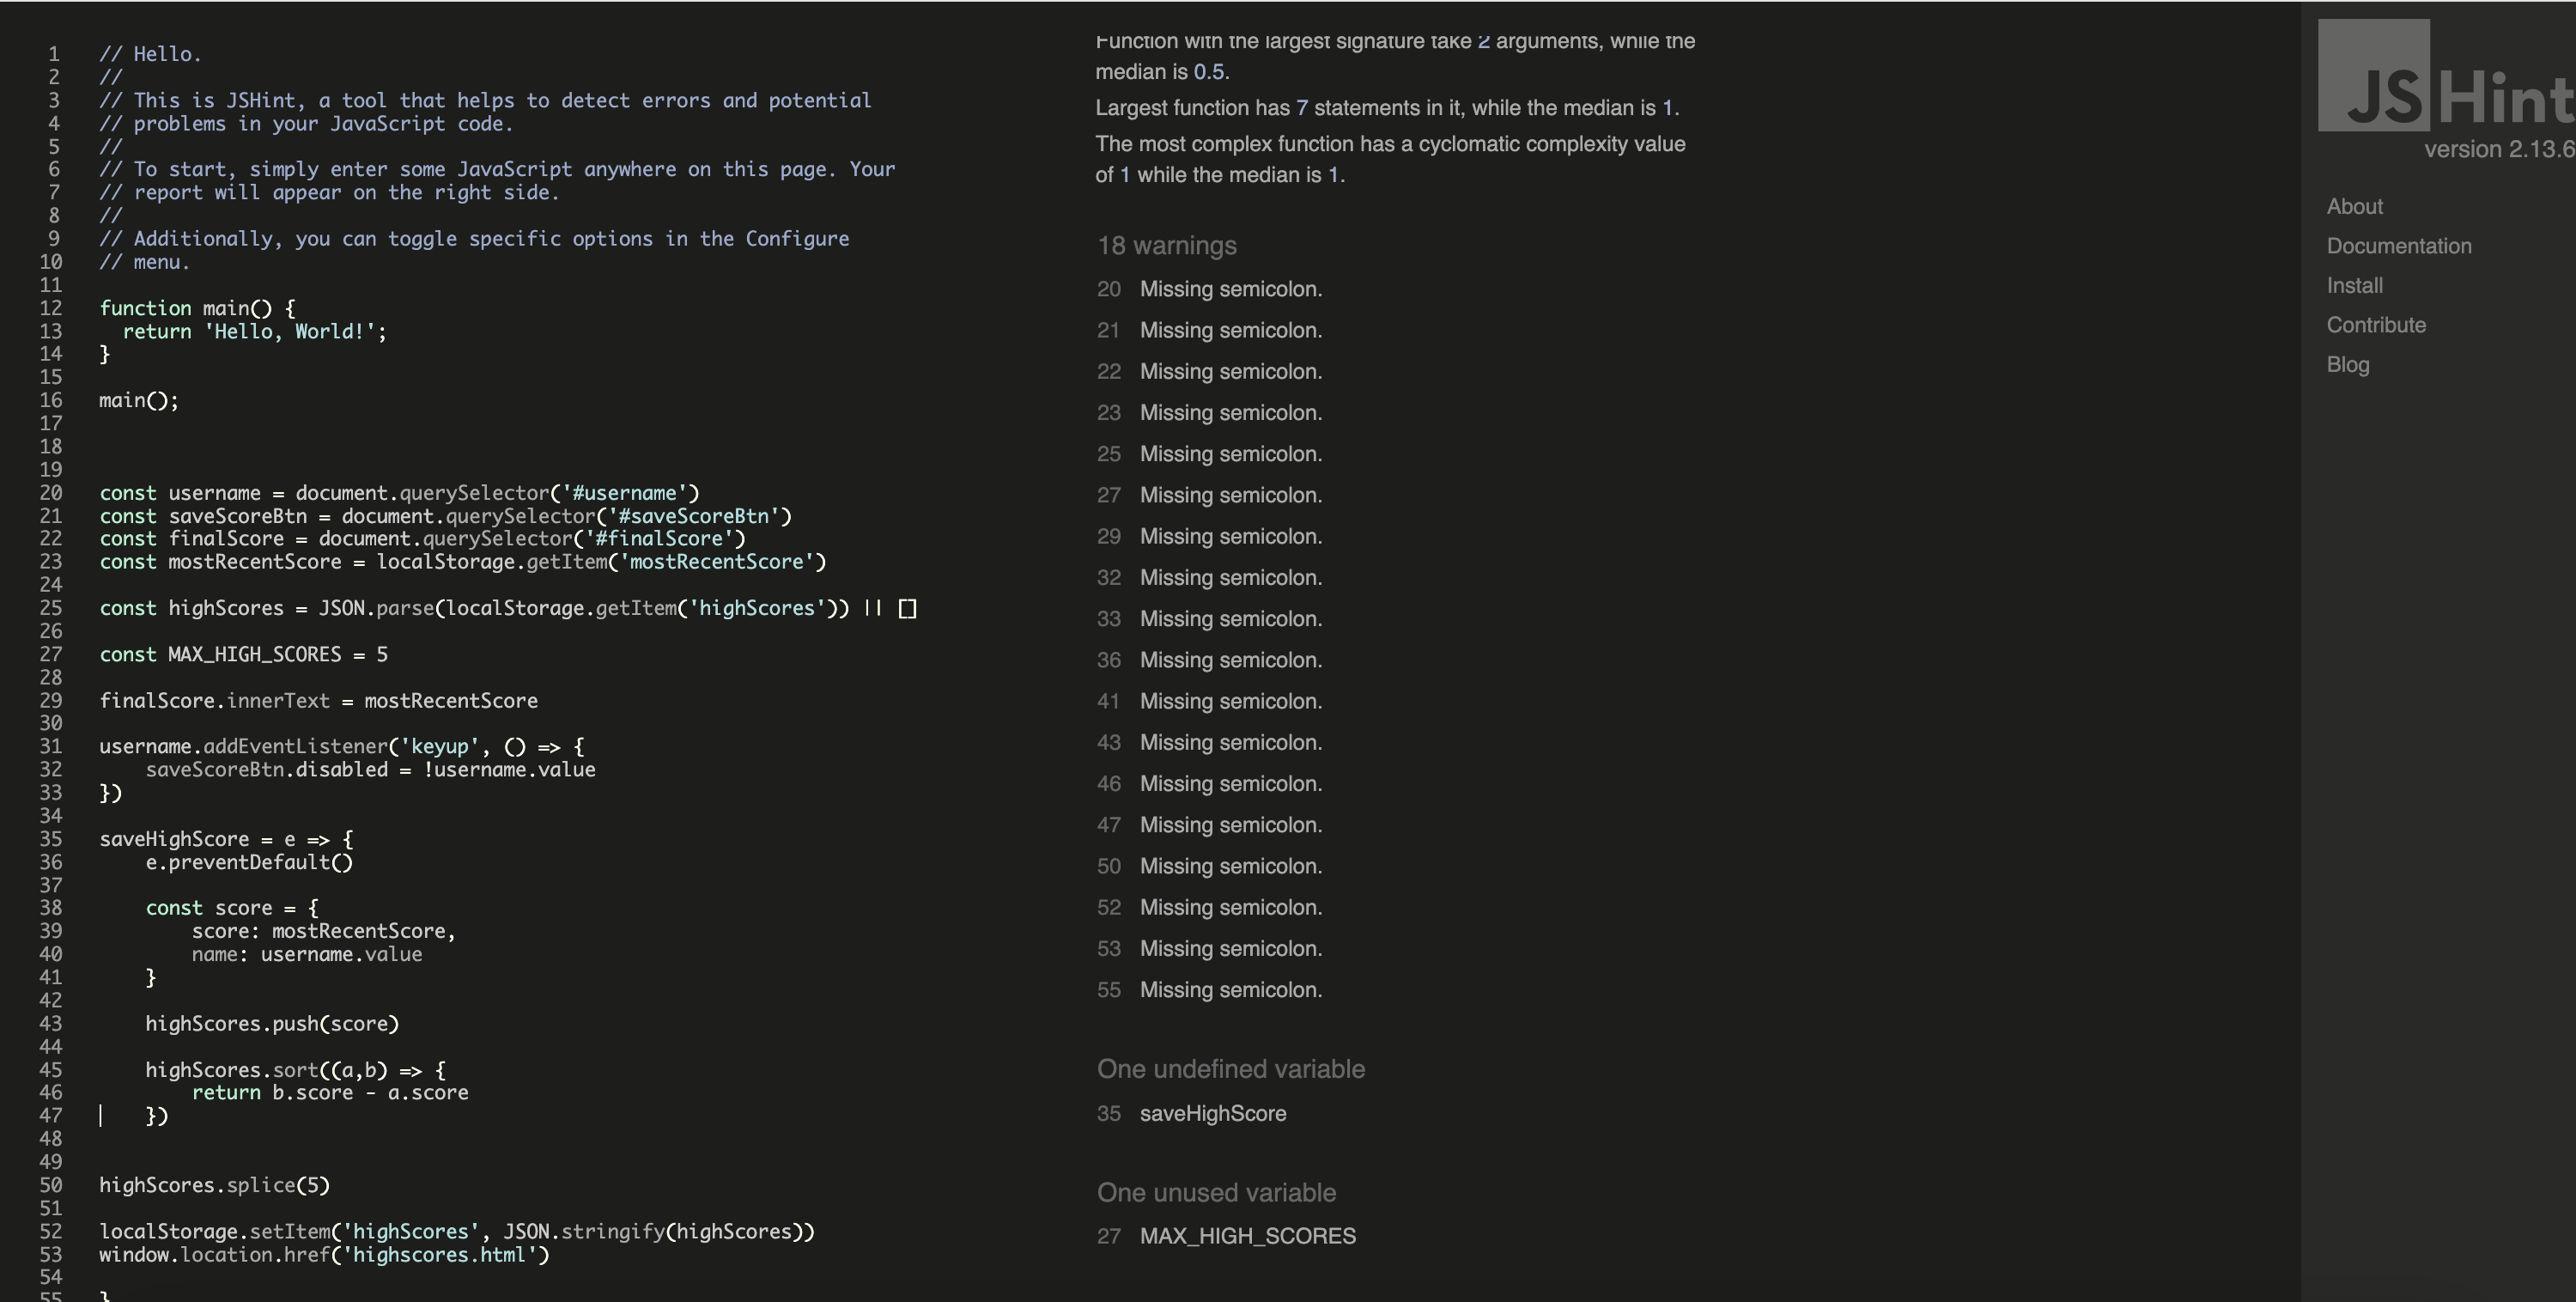 1 // Hello.
2 //
3 // This is JSHint, a tool that helps to detect errors and potential
4 // problems in your JavaScript code.
5 //
6 // To start, simply enter some JavaScript anywhere on this page. Your
7 // report will appear on the right side.
8 //
9 // Additionally, you can toggle specific options in the Configure
10 // menu.
11
12 function main() {
13   return 'Hello, World!';
14 }
15
16 main();
17
18
19
20 const username = document.querySelector('#username')
21 const saveScoreBtn = document.querySelector('#saveScoreBtn')
22 const finalScore = document.querySelector('#finalScore')
23 const mostRecentScore = localStorage.getItem('mostRecentScore')
24
25 const highScores = JSON.parse(localStorage.getItem('highScores')) || []
26
27 const MAX_HIGH_SCORES = 5
28
29 finalScore.innerText = mostRecentScore
30
31 username.addEventListener('keyup', () => {
32     saveScoreBtn.disabled = !username.value
33 })
34
35 saveHighScore = e => {
36     e.preventDefault()
37
38     const score = {
39         score: mostRecentScore,
40         name: username.value
41     }
42
43     highScores.push(score)
44
45     highScores.sort((a,b) => {
46         return b.score - a.score
47     })
48
49
50 highScores.splice(5)
51
52 localStorage.setItem('highScores', JSON.stringify(highScores))
53 window.location.href('highscores.html')
54
55 }
Function with the largest signature take 2 arguments, while the
median is 0.5.
Largest function has 7 statements in it, while the median is 1.
The most complex function has a cyclomatic complexity value
of 1 while the median is 1.
18 warnings
20 Missing semicolon.
21 Missing semicolon.
22 Missing semicolon.
23 Missing semicolon.
25 Missing semicolon.
27 Missing semicolon.
29 Missing semicolon.
32 Missing semicolon.
33 Missing semicolon.
36 Missing semicolon.
41 Missing semicolon.
43 Missing semicolon.
46 Missing semicolon.
47 Missing semicolon.
50 Missing semicolon.
52 Missing semicolon.
53 Missing semicolon.
55 Missing semicolon.
One undefined variable
35 saveHighScore
One unused variable
27 MAX_HIGH_SCORES
JSHint
version 2.13.6
About
Documentation
Install
Contribute
Blog